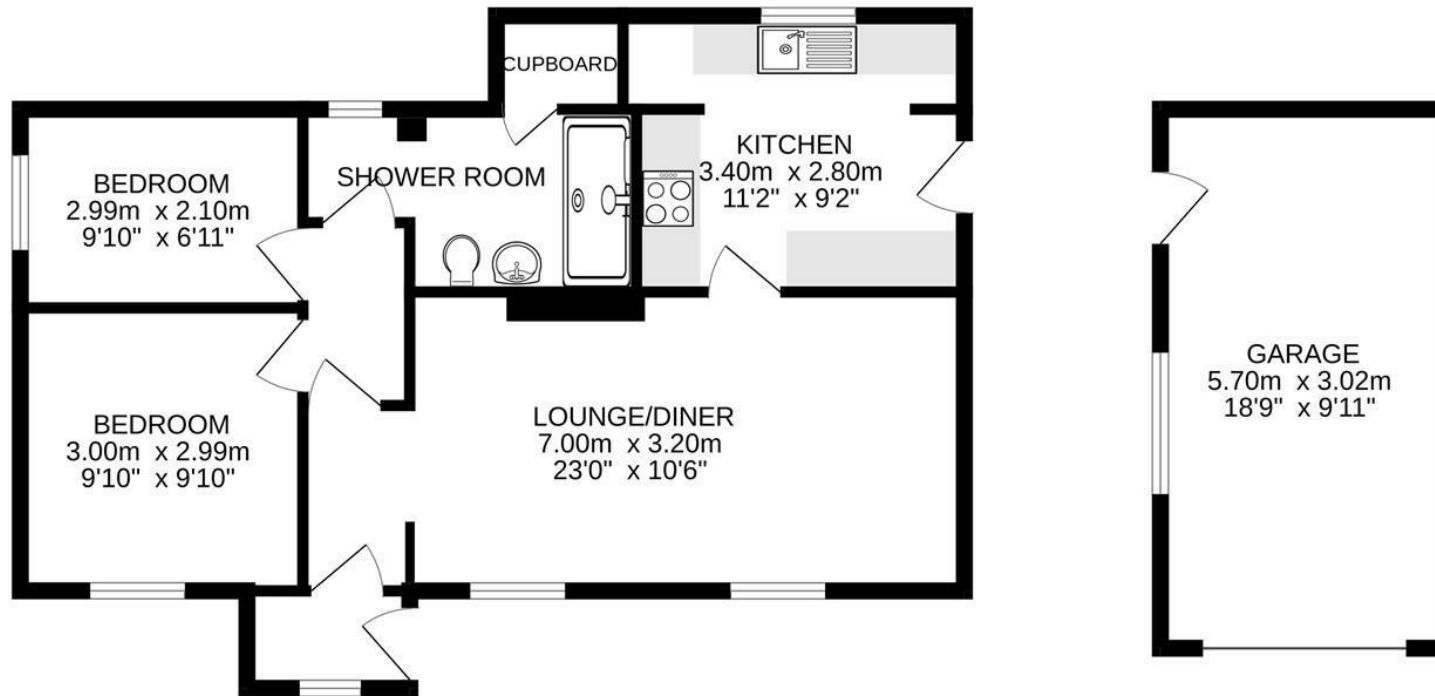 CUPBOARD
KITCHEN
3.40m x 2.80m
11'2" x 9'2"
SHOWER ROOM
BEDROOM
2.99m x 2.10m
9'10" x 6'11"
BEDROOM
3.00m x 2.99m
9'10" x 9'10"
LOUNGE/DINER
7.00m x 3.20m
23'0" x 10'6"
GARAGE
5.70m x 3.02m
18'9" x 9'11"